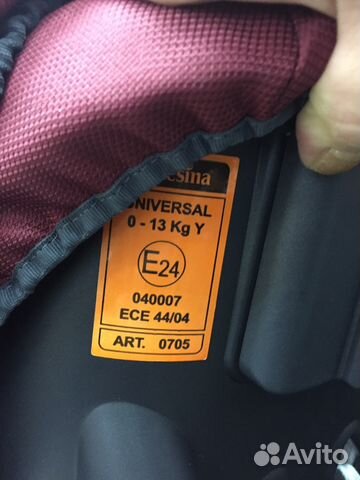 UNIVERSAL
0 - 13 Kg Y
E24
040007
ECE 44/04
ART. 0705
Avito